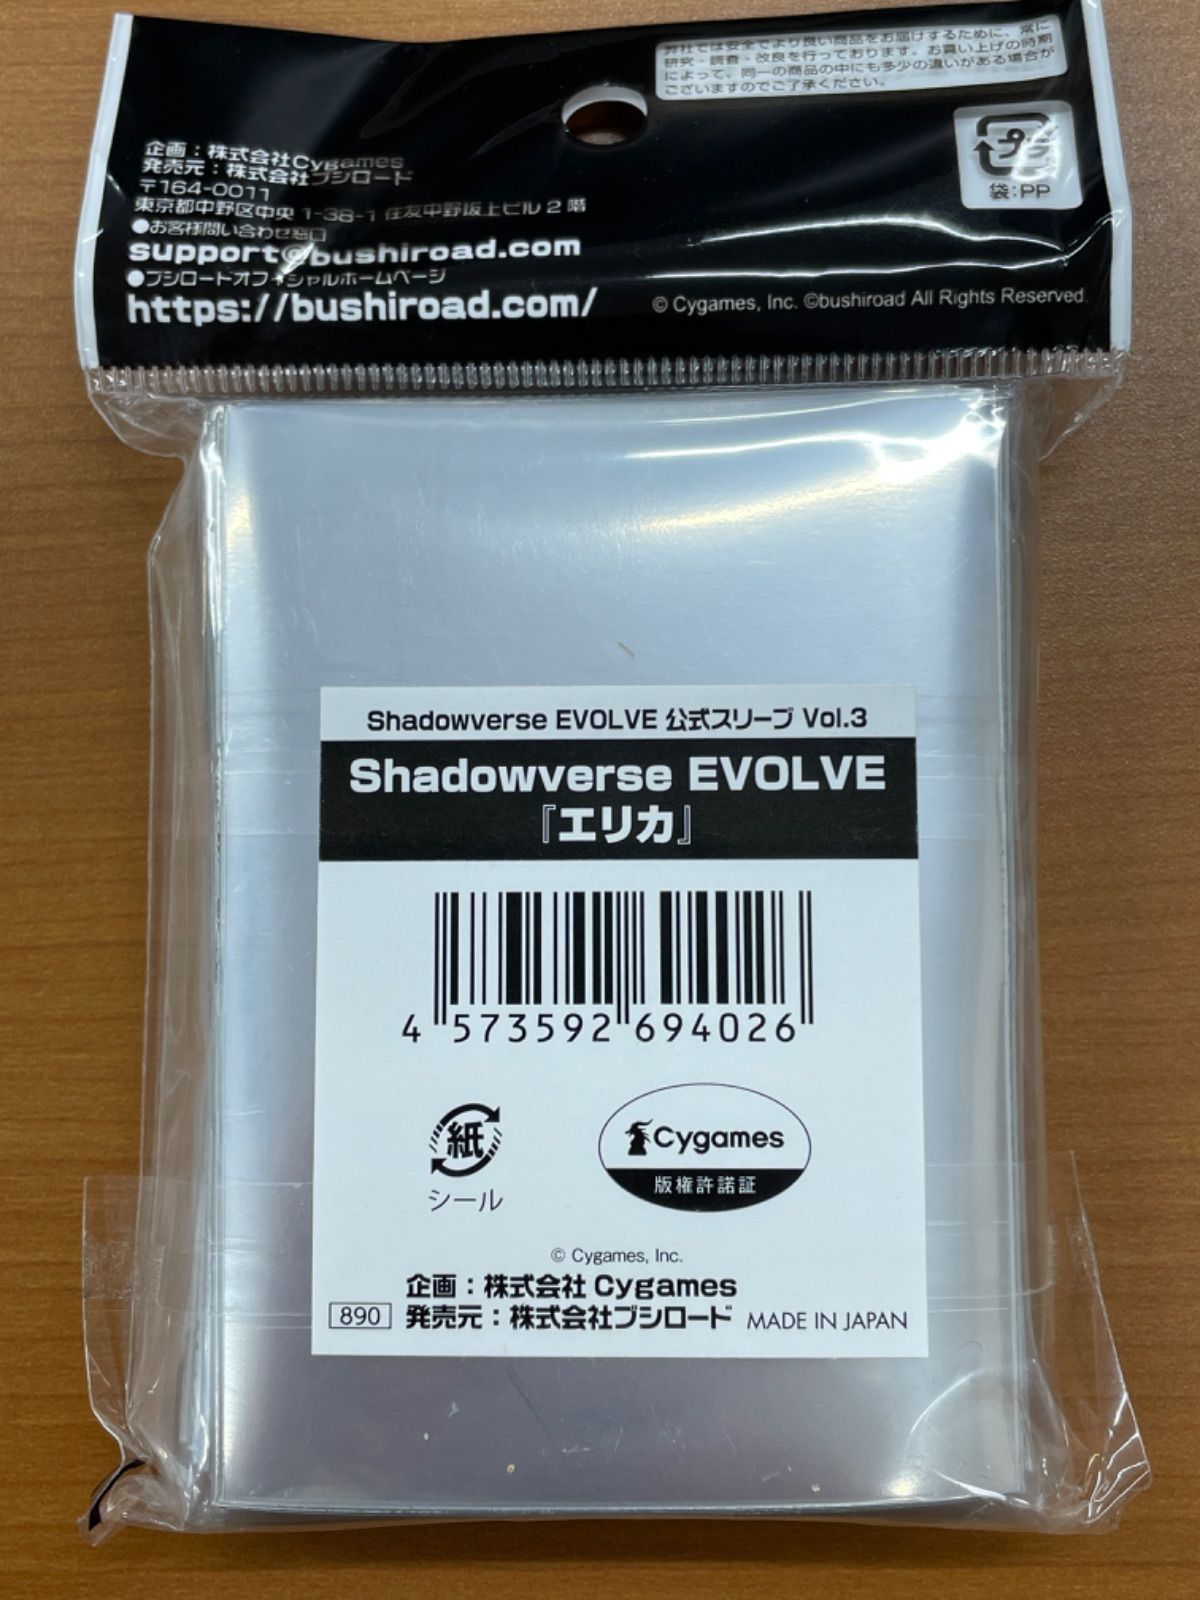 弊社では安全でより良い商品をお届けするために、常に
研究・調査・改良を行っております。お買い上げの時期
によって、同一の商品の中にも多少の違いがある場合が
ございますのでご了承ください。
プラ
袋:PP
企画:株式会社Cygames
発売元:株式会社ブシロード
〒164-0011
東京都中野区中央 1-38-1 住友中野坂上ビル 2 階
●お客様問い合わせ窓口
support@bushiroad.com
●ブシロードオフィシャルホームページ
https://bushiroad.com/
© Cygames, Inc. ©bushiroad All Rights Reserved.
Shadowverse EVOLVE 公式スリーブ Vol.3
Shadowverse EVOLVE
『エリカ』
4 573592 694026
紙
シール
Cygames
版権許諾証
© Cygames, Inc.
企画:株式会社 Cygames
890 発売元:株式会社ブシロード MADE IN JAPAN